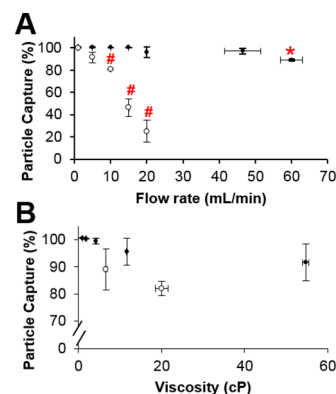 A
Particle Capture (%)
100
80
60
40
20
0
#
#
#
*
0 10 20 30 40 50 60 70
Flow rate (mL/min)
B
Particle Capture (%)
100
90
80
70
0
0 20 40 60
Viscosity (cP)